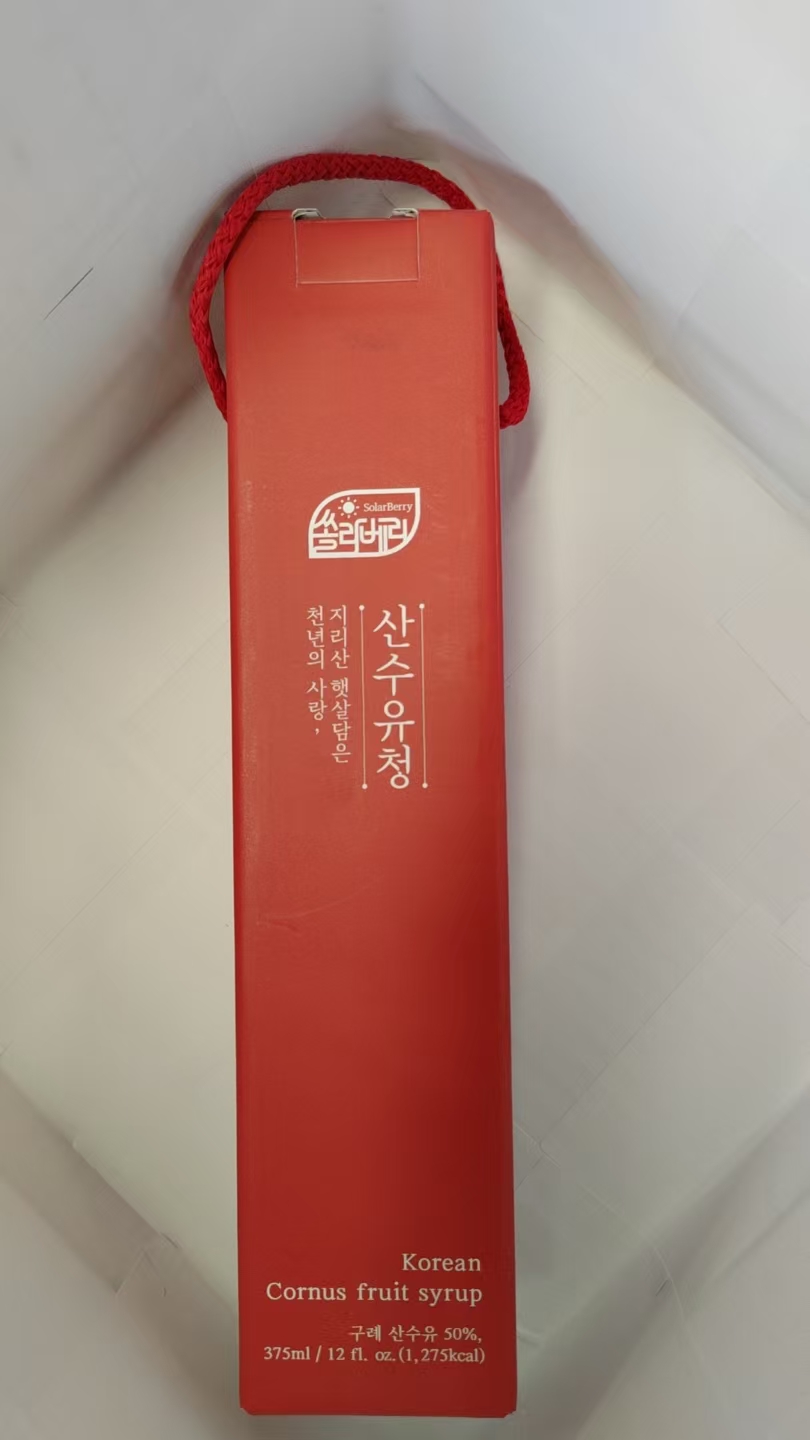 SolarBerry
쏠라베리
산수유청
지리산 햇살담은
천년의 사랑,
Korean
Cornus fruit syrup
구례 산수유 50%,
375ml / 12 fl. oz.(1,275kcal)